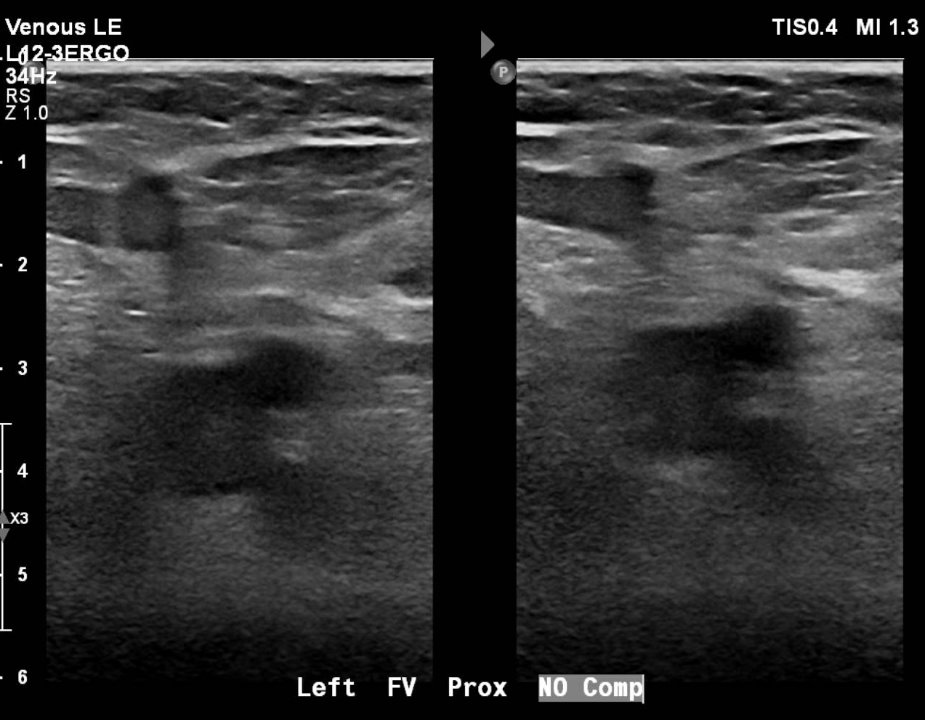 Venous LE
TIS0.4 MI 1.3
L12-3ERGO
0
34Hz
RS
Z 1.0
P
1
2
3
4
X3
5
6
Left FV Prox NO Comp